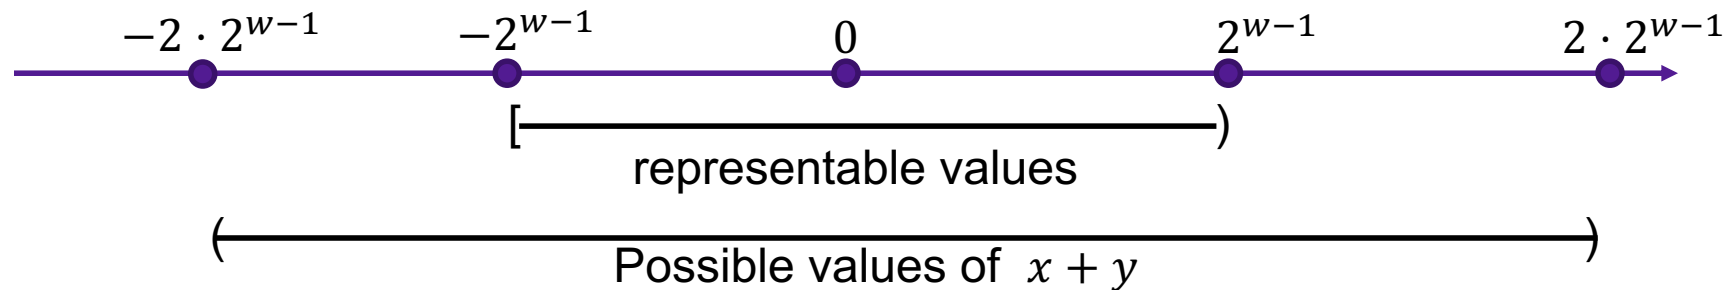 −2 · 2^{w−1} −2^{w−1} 0 2^{w−1} 2 · 2^{w−1}
[ )
representable values
( )
Possible values of x + y